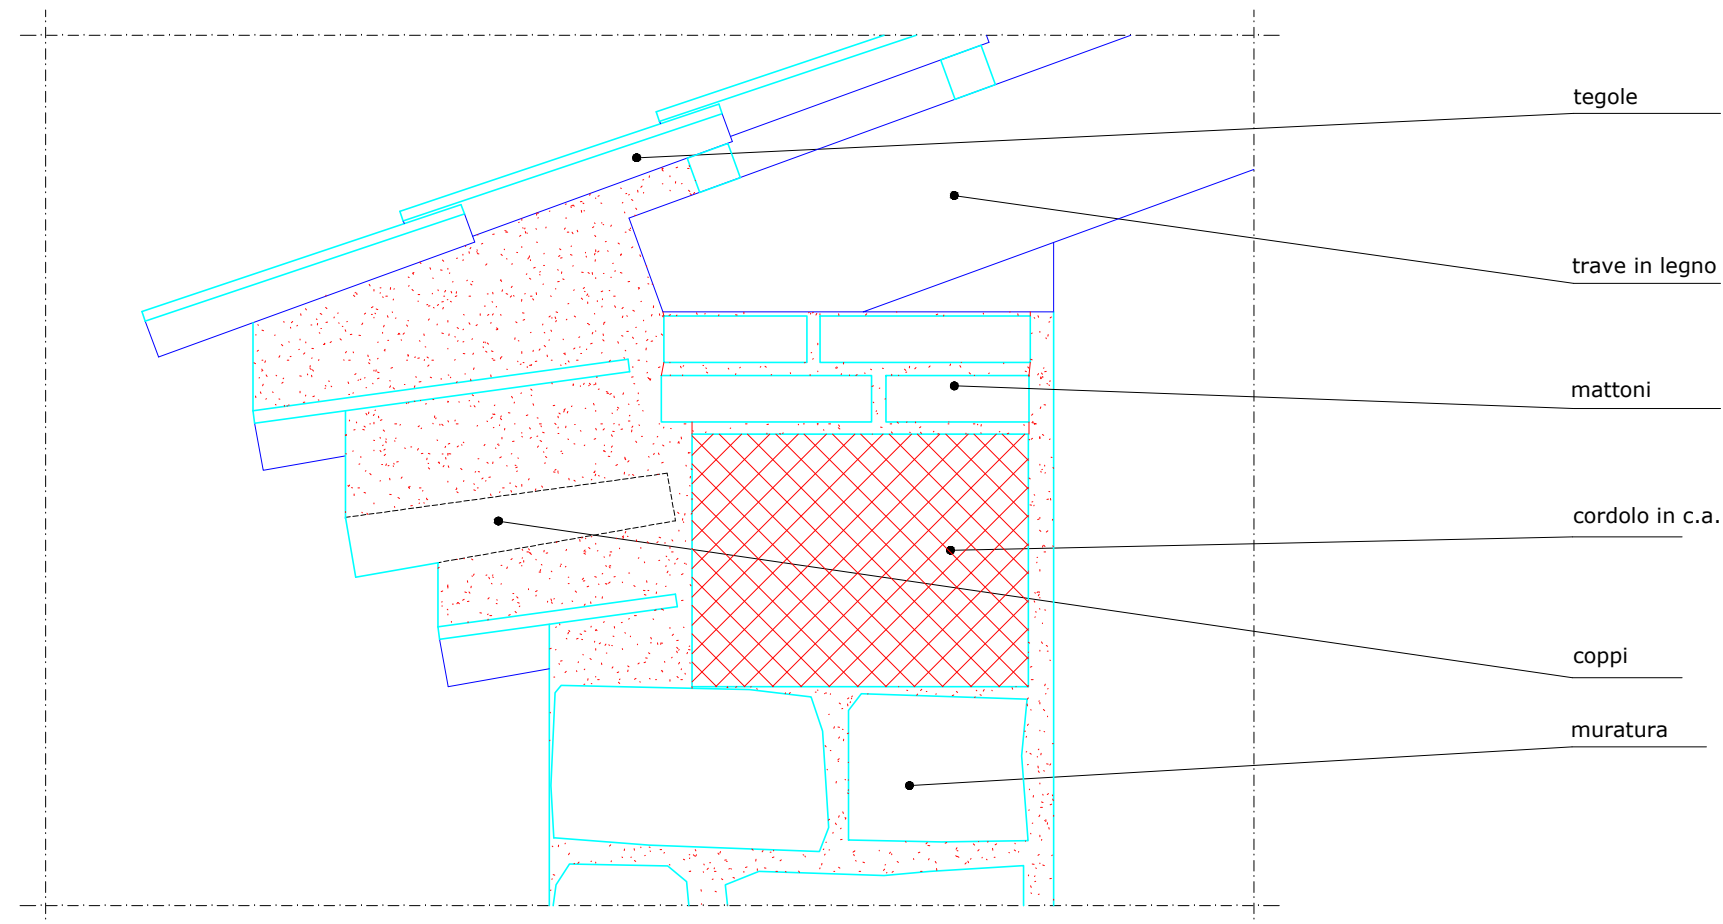 tegole
trave in legno
mattoni
cordolo in c.a.
coppi
muratura